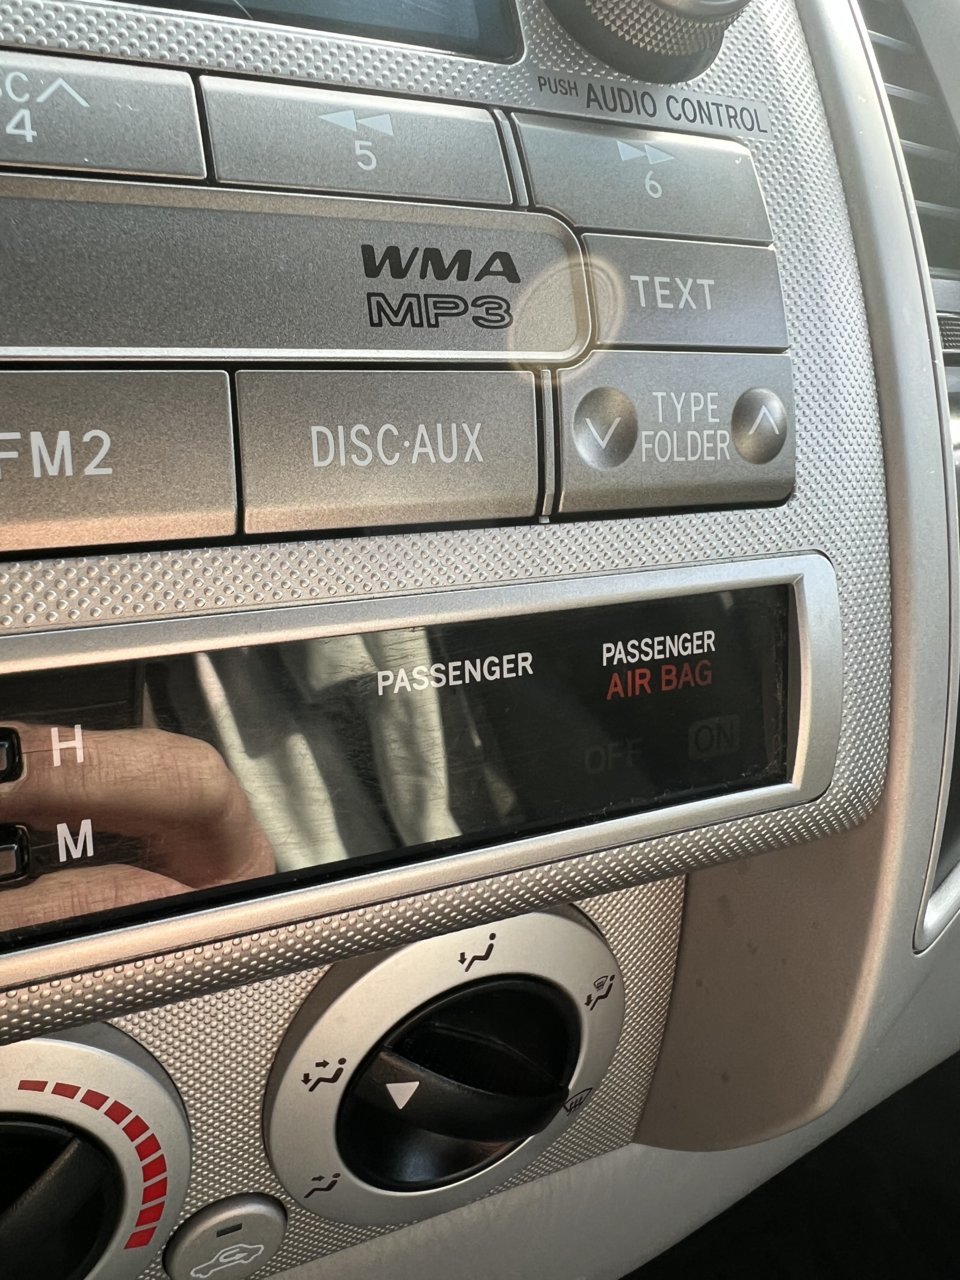 PUSH AUDIO CONTROL
4
5
6
WMA
MP3
TEXT
FM2
DISC·AUX
TYPE
FOLDER
PASSENGER
PASSENGER
AIR BAG
H
OFF ON
M